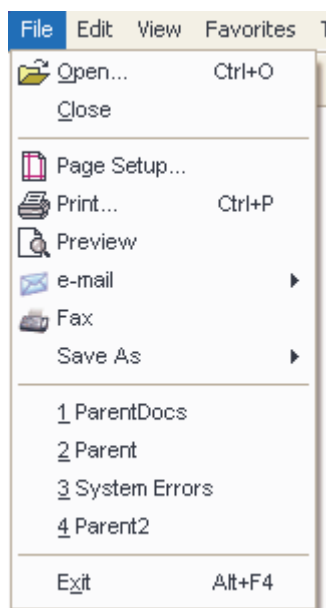 File Edit View Favorites
Open... Ctrl+O
Close
Page Setup...
Print... Ctrl+P
Preview
e-mail
Fax
Save As
1 ParentDocs
2 Parent
3 System Errors
4 Parent2
Exit Alt+F4